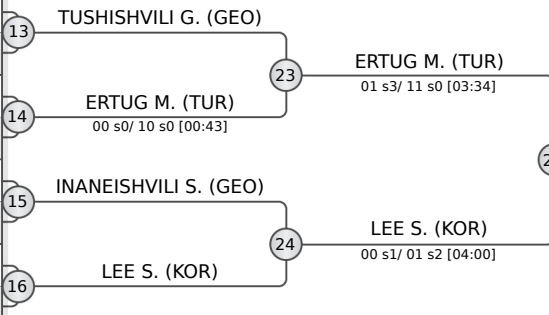 13
TUSHISHVILI G. (GEO)
23
ERTUG M. (TUR)
01 s3/ 11 s0 [03:34]
14
ERTUG M. (TUR)
00 s0/ 10 s0 [00:43]
15
INANEISHVILI S. (GEO)
24
LEE S. (KOR)
00 s1/ 01 s2 [04:00]
16
LEE S. (KOR)